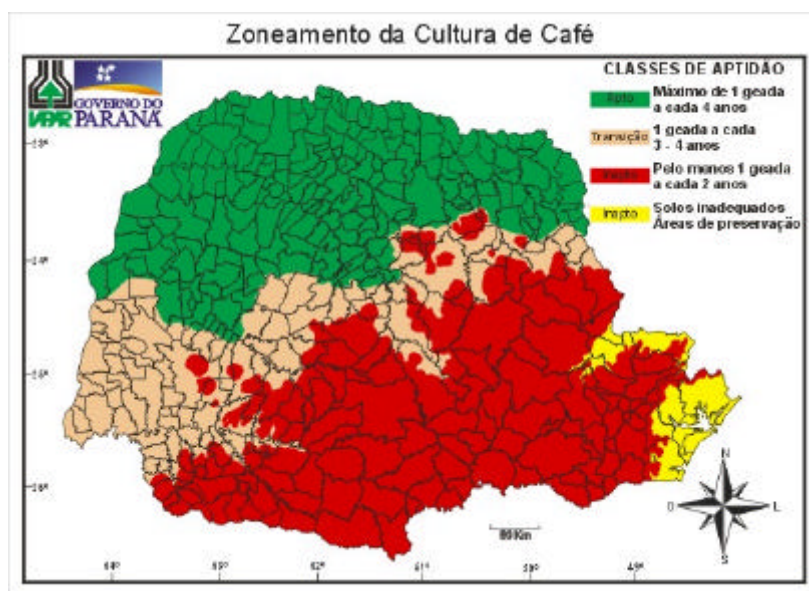 Zoneamento da Cultura de Café
IAPAR
GOVERNO DO
PARANÁ
CLASSES DE APTIDÃO
Apto
Máximo de 1 geada
a cada 4 anos
Transição
1 geada a cada
3 - 4 anos
Inapto
Pelo menos 1 geada
a cada 2 anos
Inapto
Solos inadequados
Áreas de preservação
N
O
L
S